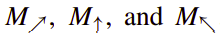 M↗, M↑, and M↖